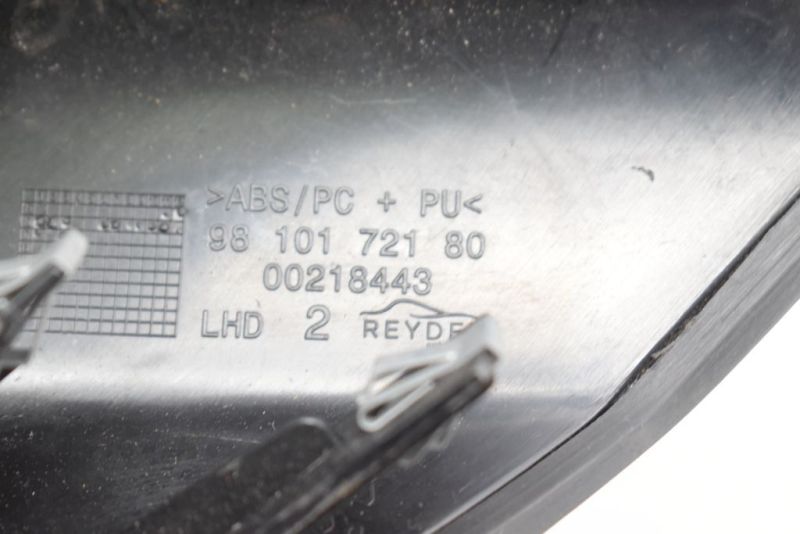 >ABS/PC + PU<
98 101 721 80
00218443
LHD 2